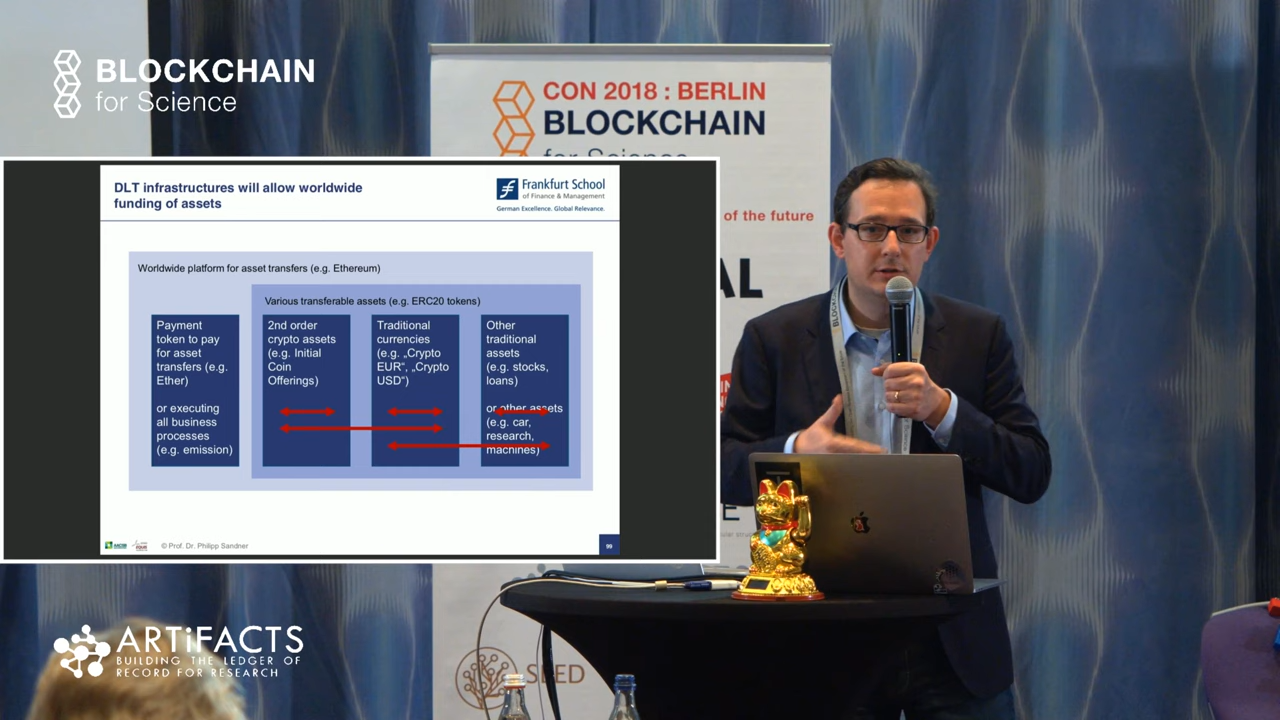 BLOCKCHAIN
for Science
CON 2018 : BERLIN
BLOCKCHAIN
for Science
of the future
DLT infrastructures will allow worldwide
funding of assets
Frankfurt School
of Finance & Management
German Excellence. Global Relevance.
Worldwide platform for asset transfers (e.g. Ethereum)
Various transferable assets (e.g. ERC20 tokens)
Payment
token to pay
for asset
transfers (e.g.
Ether)
or executing
all business
processes
(e.g. emission)
2nd order
crypto assets
(e.g. Initial
Coin
Offerings)
Traditional
currencies
(e.g. „Crypto
EUR“, „Crypto
USD“)
Other
traditional
assets
(e.g. stocks,
loans)
or other assets
(e.g. car,
research,
machines)
© Prof. Dr. Philipp Sandner
99
BLOCKCHAIN
ARTiFACTS
BUILDING THE LEDGER OF
RECORD FOR RESEARCH